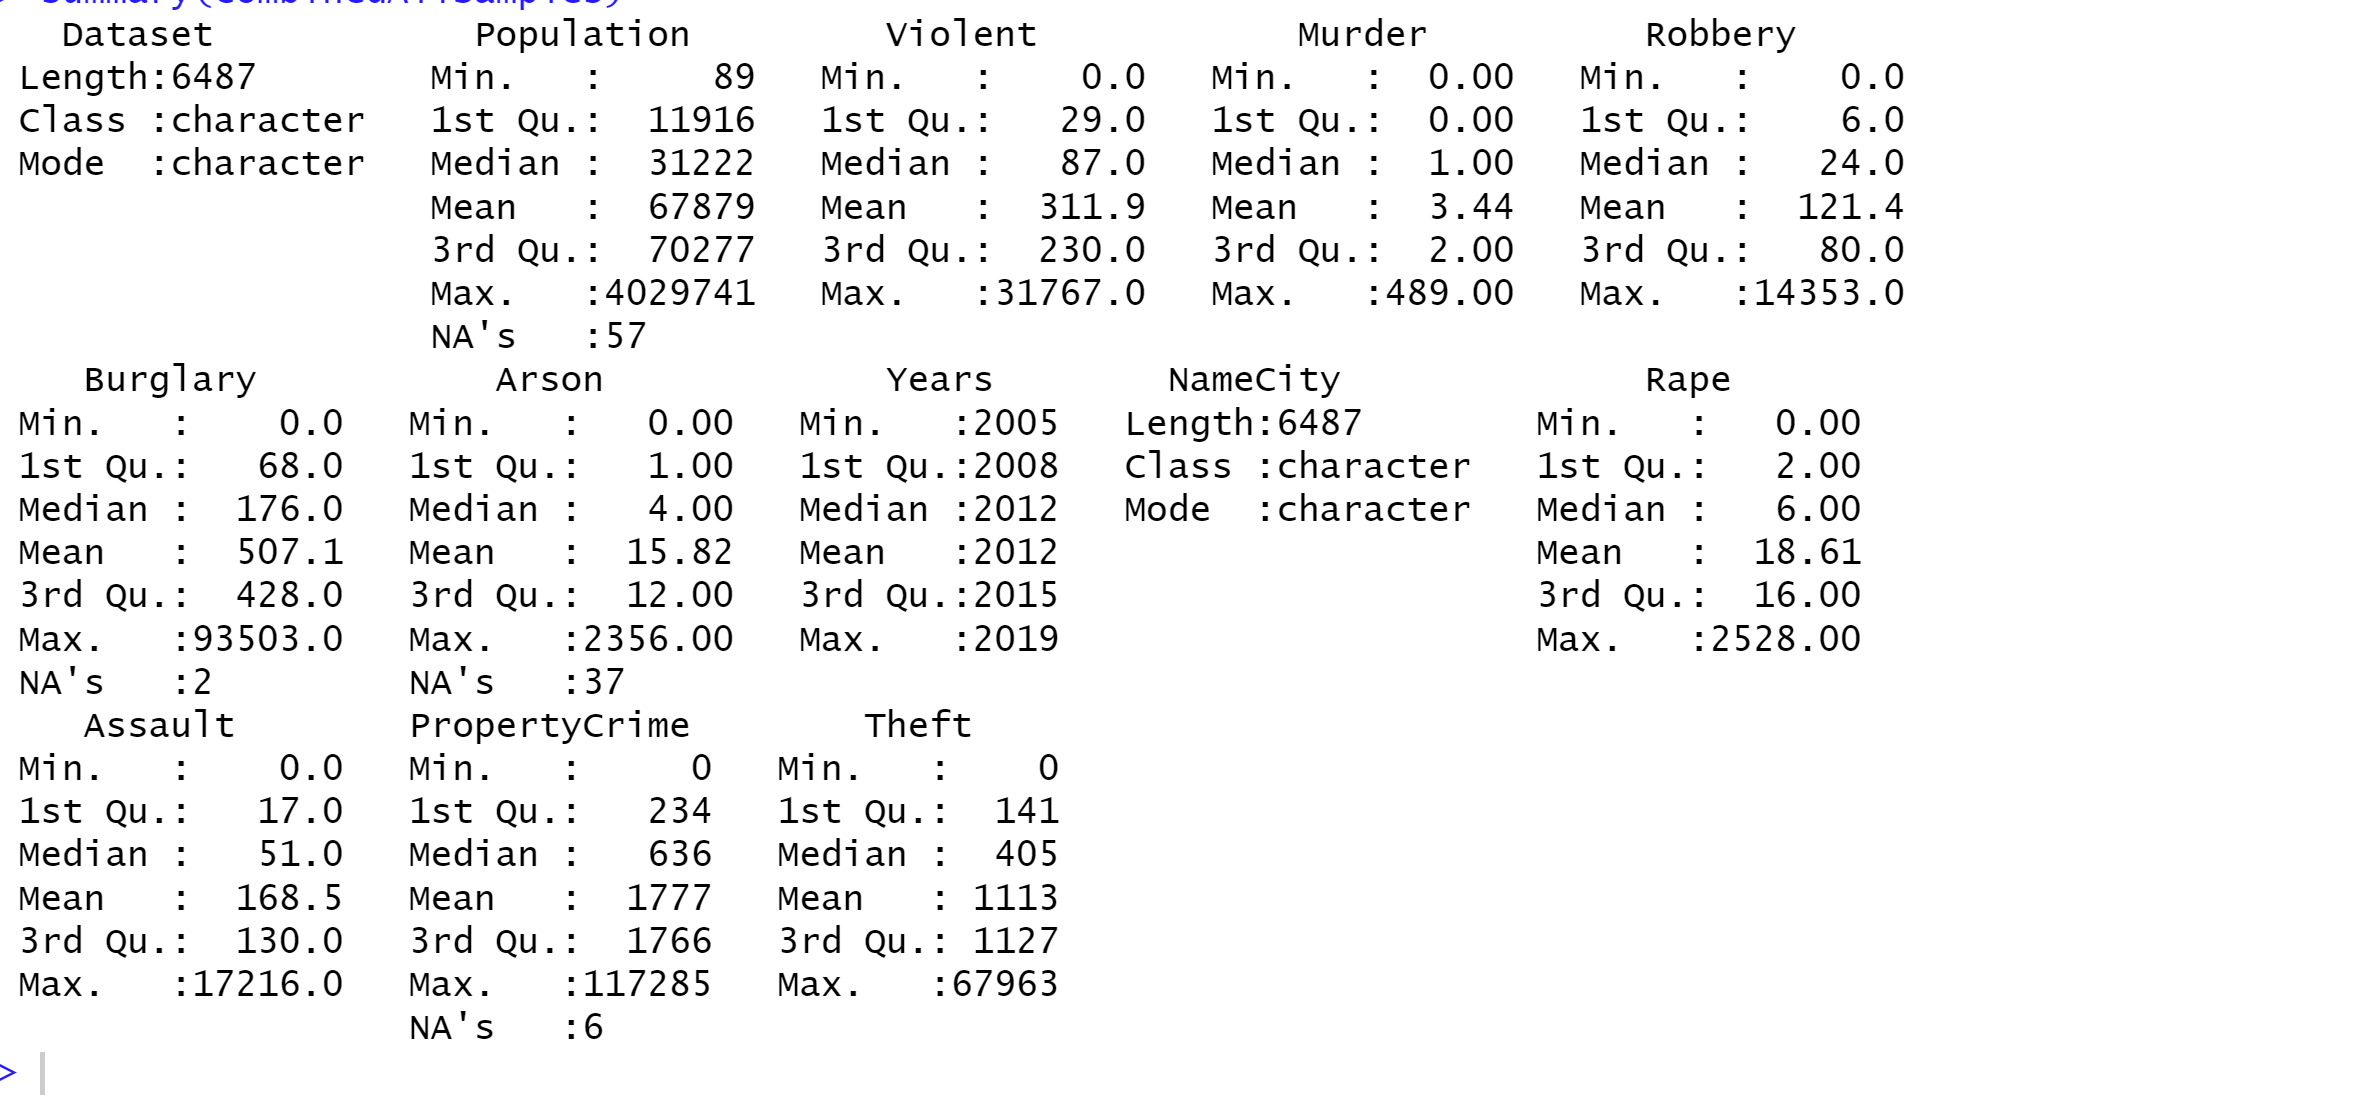 Dataset            Population         Violent            Murder          Robbery
Length:6487        Min.   :     89   Min.   :    0.0   Min.   :  0.00   Min.   :    0.0
Class :character   1st Qu.:  11916   1st Qu.:   29.0   1st Qu.:  0.00   1st Qu.:    6.0
Mode  :character   Median :  31222   Median :   87.0   Median :  1.00   Median :   24.0
                   Mean   :  67879   Mean   :  311.9   Mean   :  3.44   Mean   :  121.4
                   3rd Qu.:  70277   3rd Qu.:  230.0   3rd Qu.:  2.00   3rd Qu.:   80.0
                   Max.   :4029741   Max.   :31767.0   Max.   :489.00   Max.   :14353.0
                   NA's   :57
   Burglary           Arson             Years        NameCity              Rape
Min.   :    0.0   Min.   :   0.00   Min.   :2005   Length:6487        Min.   :   0.00
1st Qu.:   68.0   1st Qu.:   1.00   1st Qu.:2008   Class :character   1st Qu.:   2.00
Median :  176.0   Median :   4.00   Median :2012   Mode  :character   Median :   6.00
Mean   :  507.1   Mean   :  15.82   Mean   :2012                      Mean   :  18.61
3rd Qu.:  428.0   3rd Qu.:  12.00   3rd Qu.:2015                      3rd Qu.:  16.00
Max.   :93503.0   Max.   :2356.00   Max.   :2019                      Max.   :2528.00
NA's   :2         NA's   :37
   Assault        PropertyCrime        Theft
Min.   :    0.0   Min.   :     0   Min.   :    0
1st Qu.:   17.0   1st Qu.:   234   1st Qu.:  141
Median :   51.0   Median :   636   Median :  405
Mean   :  168.5   Mean   :  1777   Mean   : 1113
3rd Qu.:  130.0   3rd Qu.:  1766   3rd Qu.: 1127
Max.   :17216.0   Max.   :117285   Max.   :67963
                  NA's   :6
>